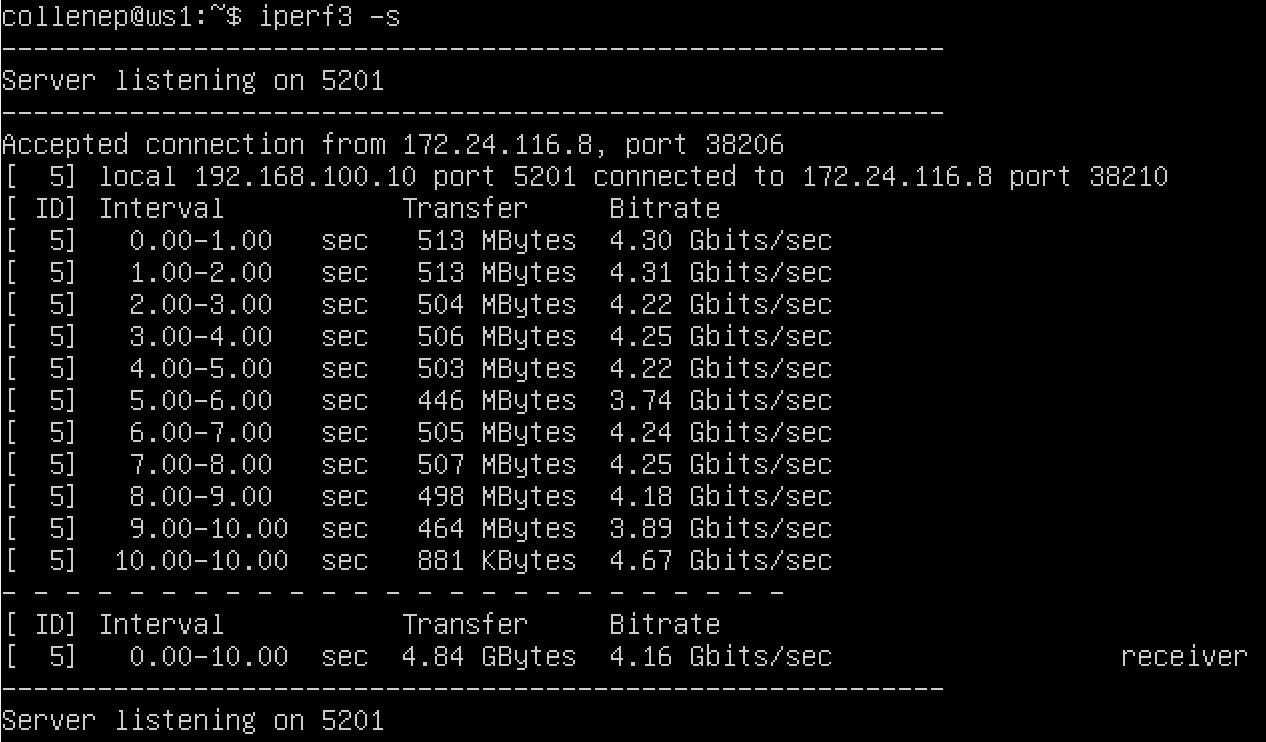 collenep@ws1:~$ iperf3 -s
-----------------------------------------------------------
Server listening on 5201
-----------------------------------------------------------
Accepted connection from 172.24.116.8, port 38206
[  5] local 192.168.100.10 port 5201 connected to 172.24.116.8 port 38210
[ ID] Interval           Transfer     Bitrate
[  5]   0.00-1.00   sec   513 MBytes  4.30 Gbits/sec
[  5]   1.00-2.00   sec   513 MBytes  4.31 Gbits/sec
[  5]   2.00-3.00   sec   504 MBytes  4.22 Gbits/sec
[  5]   3.00-4.00   sec   506 MBytes  4.25 Gbits/sec
[  5]   4.00-5.00   sec   503 MBytes  4.22 Gbits/sec
[  5]   5.00-6.00   sec   446 MBytes  3.74 Gbits/sec
[  5]   6.00-7.00   sec   505 MBytes  4.24 Gbits/sec
[  5]   7.00-8.00   sec   507 MBytes  4.25 Gbits/sec
[  5]   8.00-9.00   sec   498 MBytes  4.18 Gbits/sec
[  5]   9.00-10.00  sec   464 MBytes  3.89 Gbits/sec
[  5]  10.00-10.00  sec   881 KBytes  4.67 Gbits/sec
- - - - - - - - - - - - - - - - - - - - - - - - -
[ ID] Interval           Transfer     Bitrate
[  5]   0.00-10.00  sec  4.84 GBytes  4.16 Gbits/sec                  receiver
-----------------------------------------------------------
Server listening on 5201